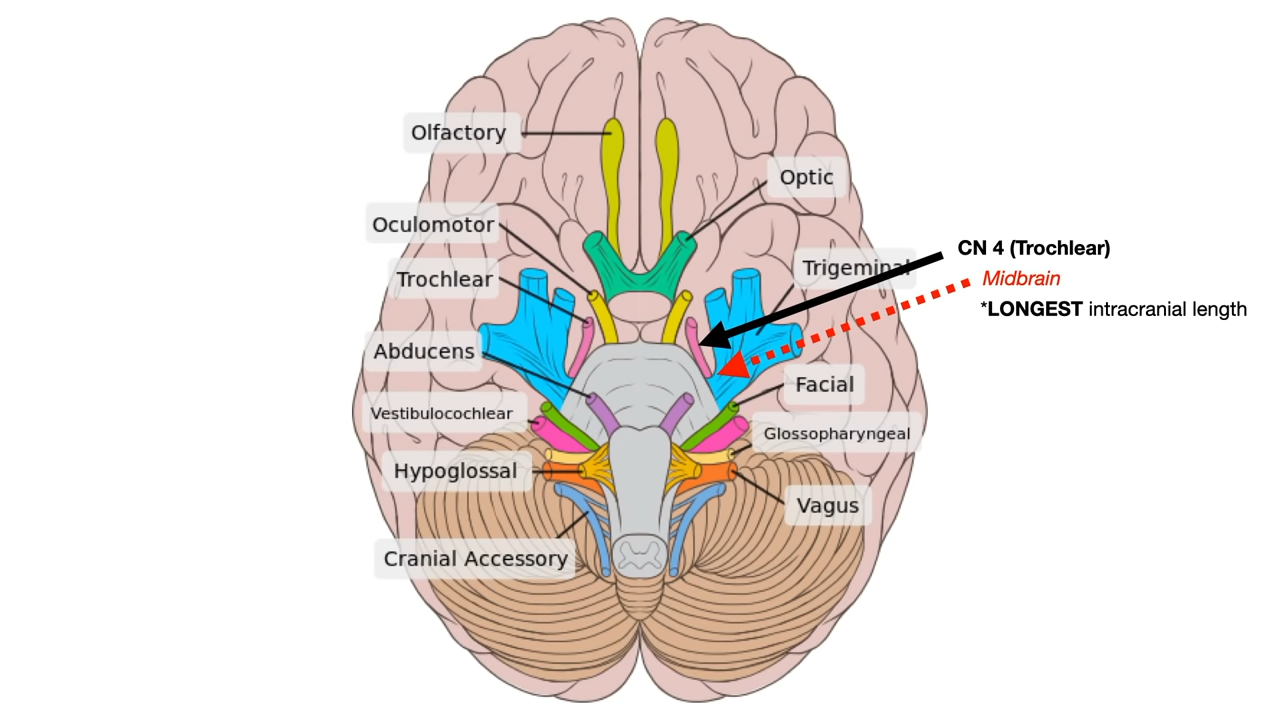 Olfactory
Optic
Oculomotor
CN 4 (Trochlear)
Trigeminal
Trochlear
Midbrain
*LONGEST intracranial length
Abducens
Facial
Vestibulocochlear
Glossopharyngeal
Hypoglossal
Vagus
Cranial Accessory